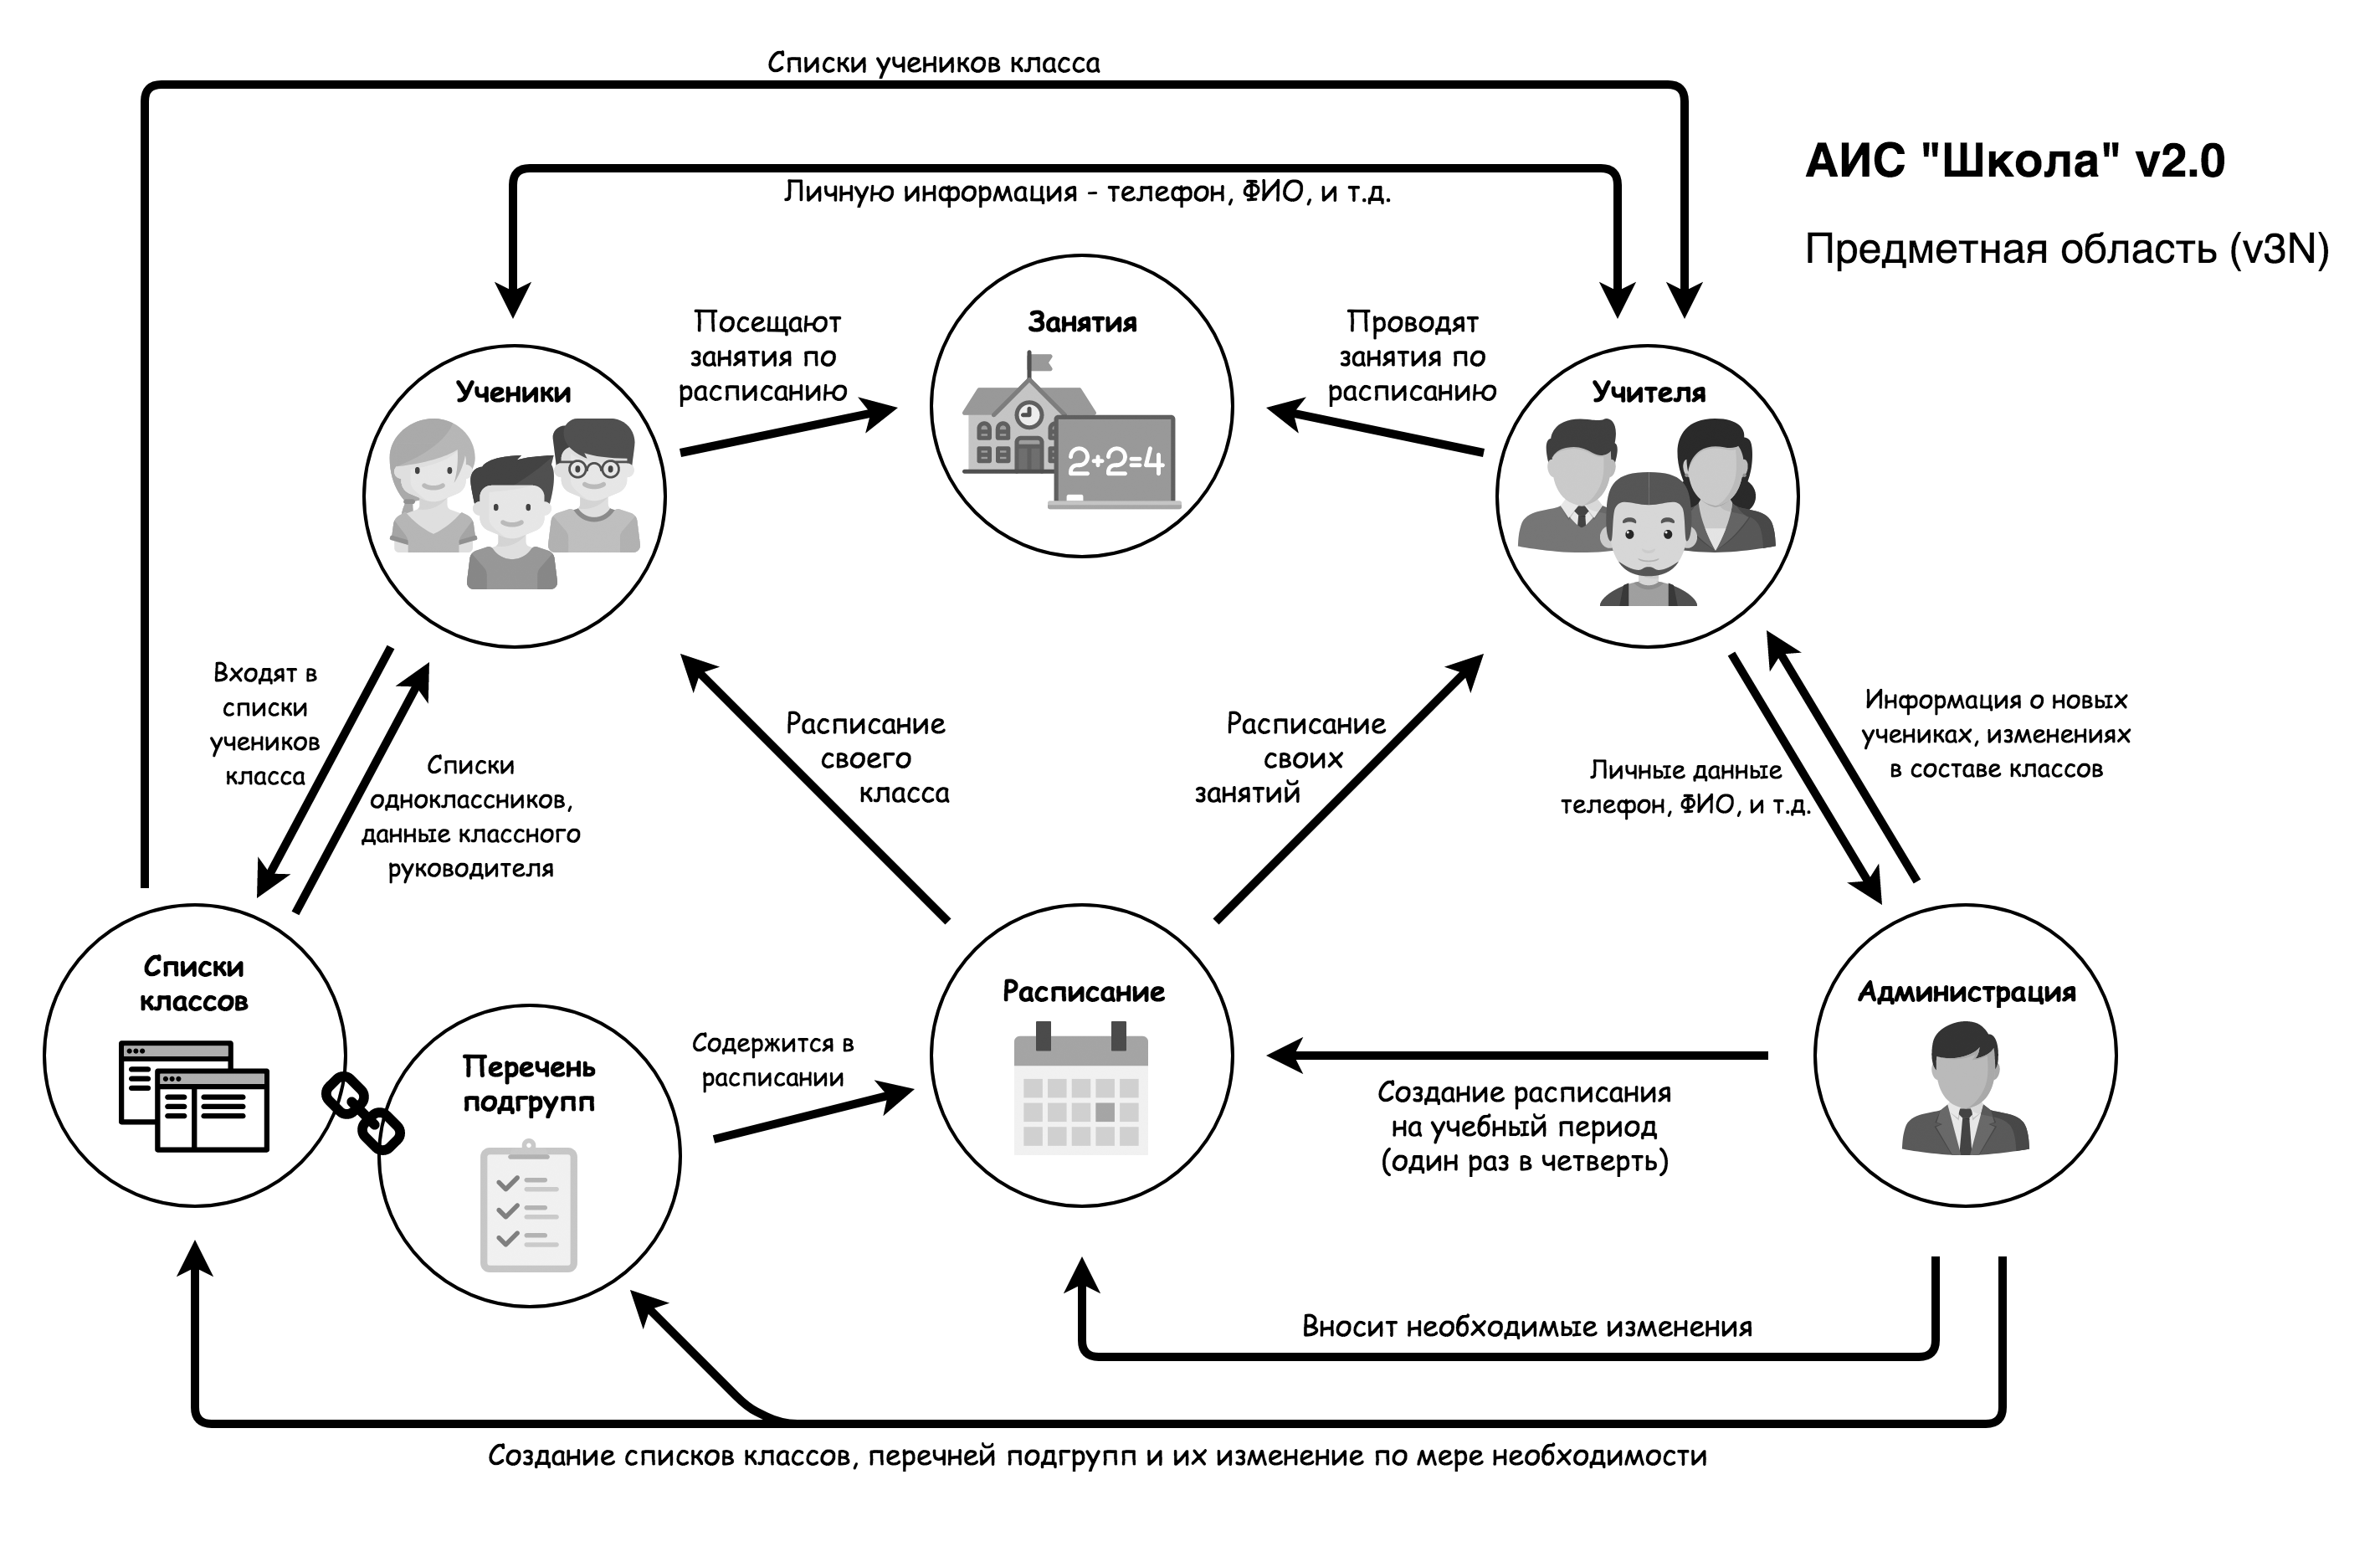 Списки учеников класса
АИС "Школа" v2.0
Личную информация - телефон, ФИО, и т.д.
Предметная область (v3N)
Посещают
занятия по
расписанию
Занятия
2+2=4
Проводят
занятия по
расписанию
Ученики
Учителя
Входят в
списки
учеников
класса
Списки
одноклассников,
данные классного
руководителя
Расписание
своего
класса
Расписание
своих
занятий
Личные данные
телефон, ФИО, и т.д.
Информация о новых
учениках, изменениях
в составе классов
Списки
классов
Перечень
подгрупп
Содержится в
расписании
Расписание
Администрация
Создание расписания
на учебный период
(один раз в четверть)
Вносит необходимые изменения
Создание списков классов, перечней подгрупп и их изменение по мере необходимости